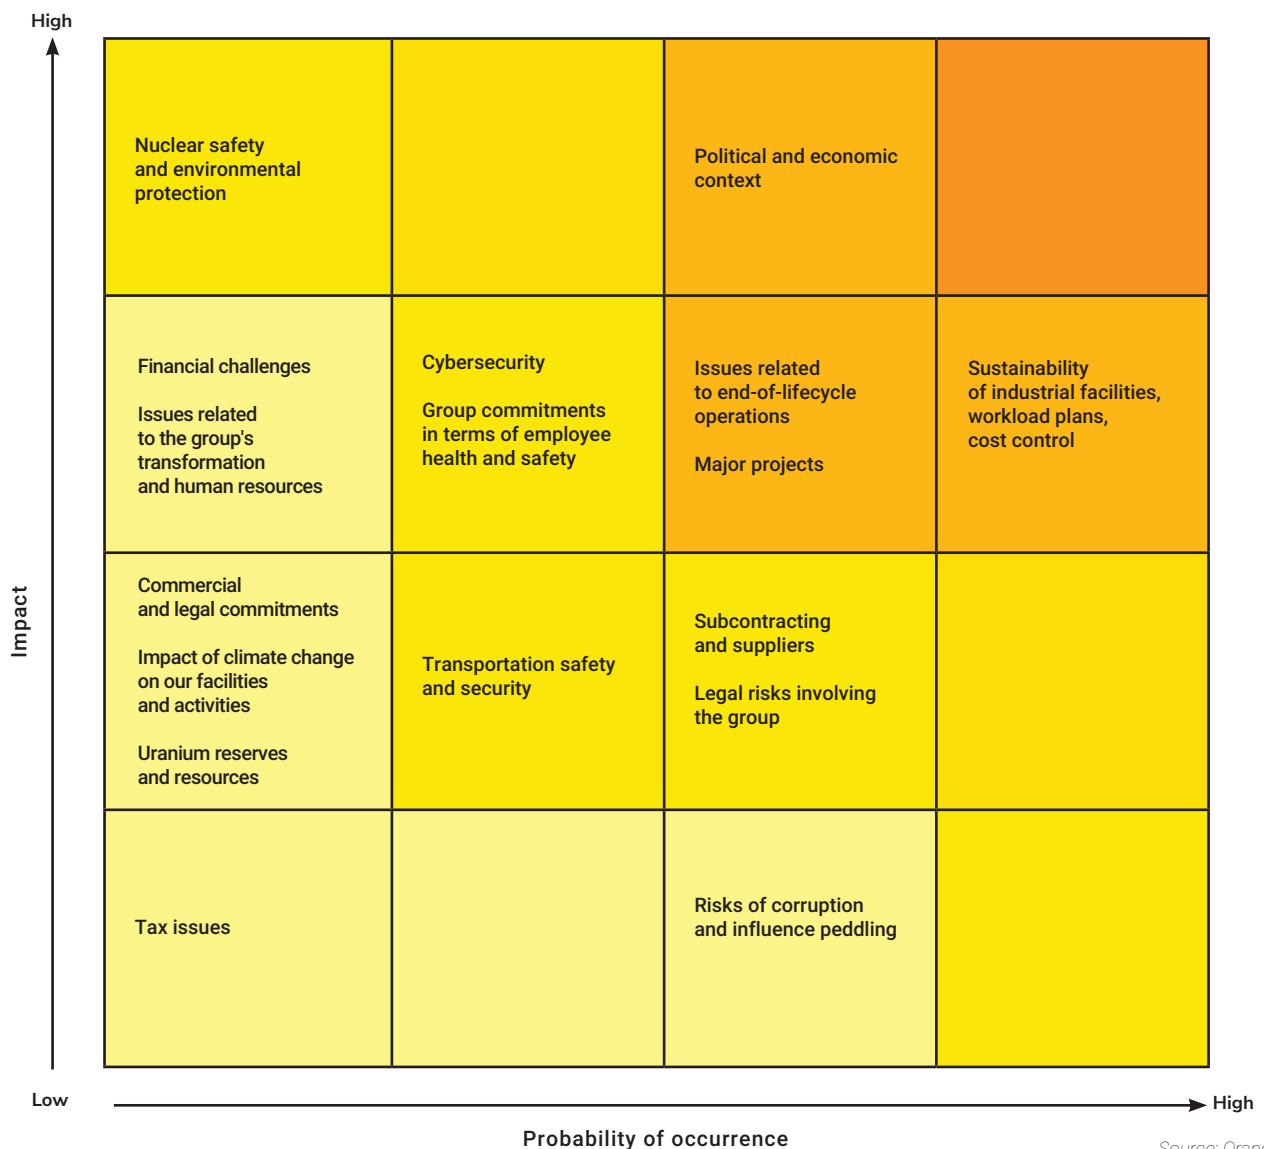 High
Nuclear safety
and environmental
protection
Political and economic
context
Financial challenges
Issues related
to the group's
transformation
and human resources
Cybersecurity
Group commitments
in terms of employee
health and safety
Issues related
to end-of-lifecycle
operations
Major projects
Sustainability
of industrial facilities,
workload plans,
cost control
Impact
Commercial
and legal commitments
Impact of climate change
on our facilities
and activities
Uranium reserves
and resources
Transportation safety
and security
Subcontracting
and suppliers
Legal risks involving
the group
Tax issues
Risks of corruption
and influence peddling
Low
High
Probability of occurrence
Source: